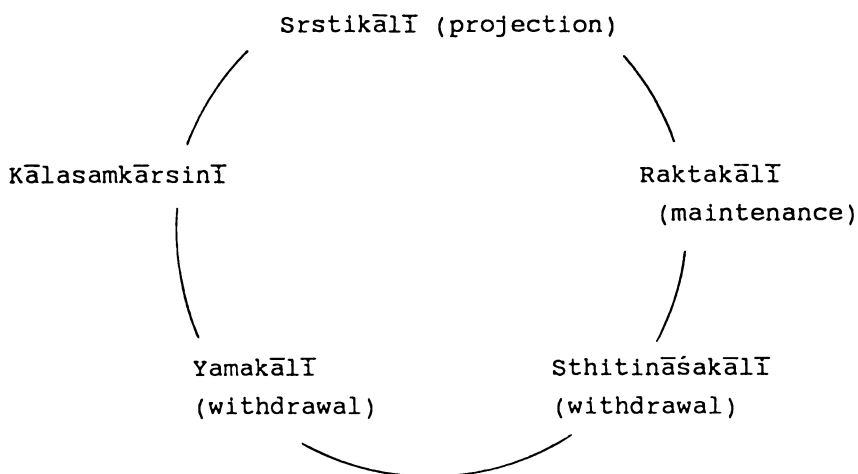 Srstikālī (projection)
Kālasamkārsinī
Raktakālī
(maintenance)
Yamakālī
(withdrawal)
Sthitināśakālī
(withdrawal)